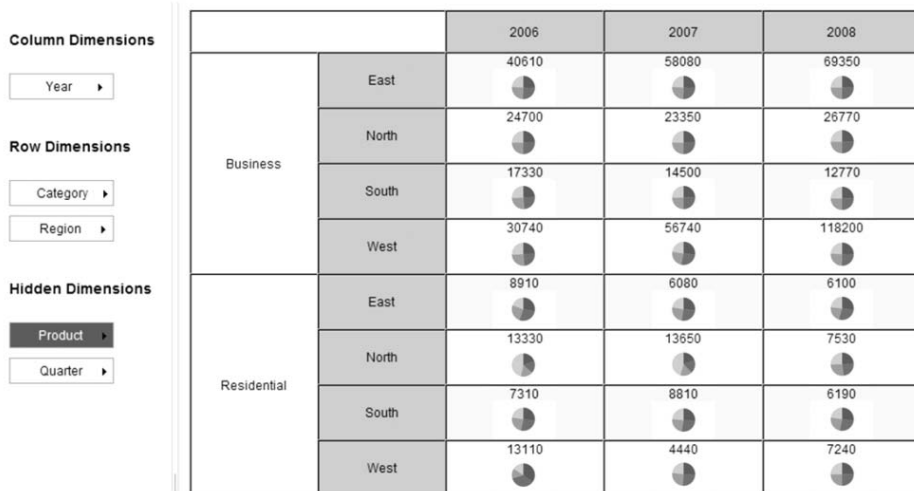 Column Dimensions
Year
Row Dimensions
Category
Region
Hidden Dimensions
Product
Quarter
2006 2007 2008
Business
East 40610 58080 69350
North 24700 23350 26770
South 17330 14500 12770
West 30740 56740 118200
Residential
East 8910 6080 6100
North 13330 13650 7530
South 7310 8810 6190
West 13110 4440 7240